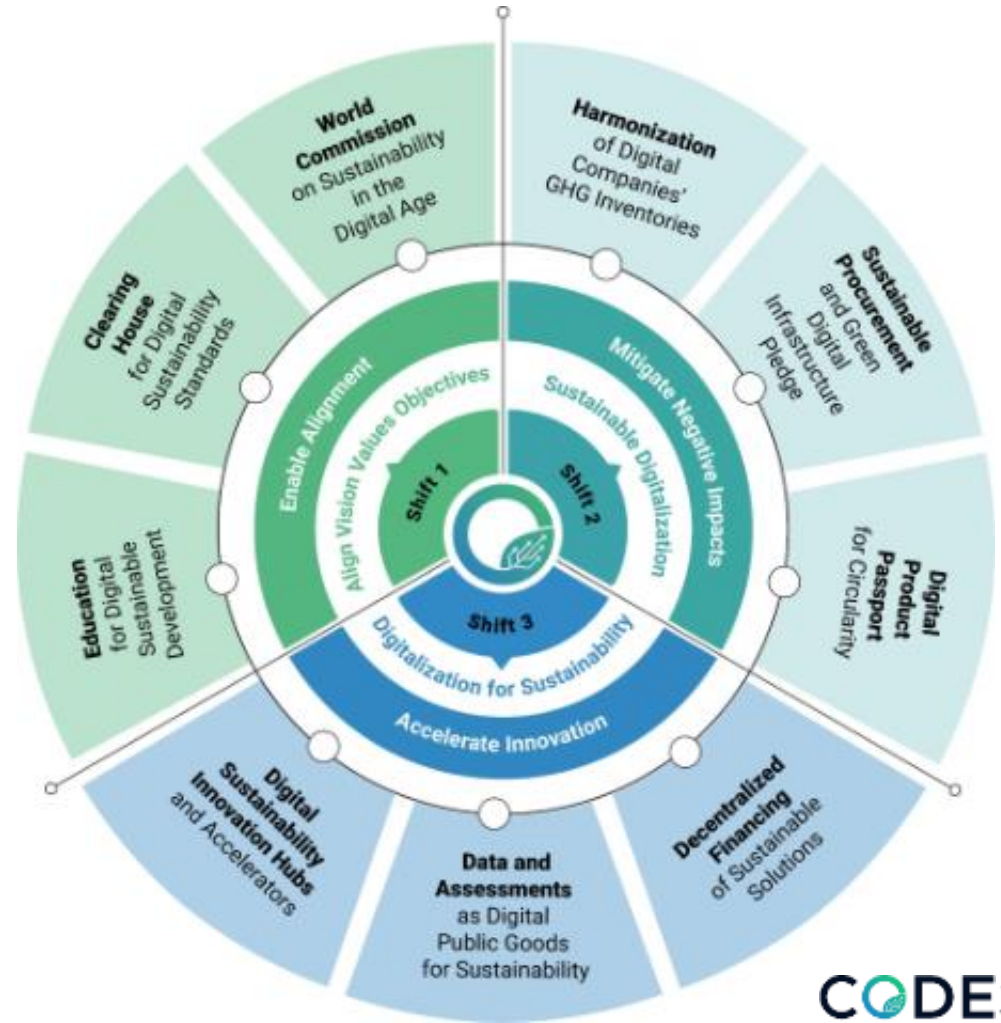 World
Commission
on Sustainability
in the
Digital Age
Harmonization
of Digital
Companies’
GHG Inventories
Sustainable
Procurement
and Green
Digital
Infrastructure
Pledge
Digital
Product
Passport
for Circularity
Decentralized
Financing
of Sustainable
Solutions
Data and
Assessments
as Digital
Public Goods
for Sustainability
Digital
Sustainability
Innovation Hubs
and Accelerators
Education
for Digital
Sustainable
Development
Clearing
House
for Digital
Sustainability
Standards
Enable Alignment
Align Vision Values Objectives
Shift 1
Mitigate Negative Impacts
Sustainable Digitalization
Shift 2
Shift 3
Digitalization for Sustainability
Accelerate Innovation
CODE